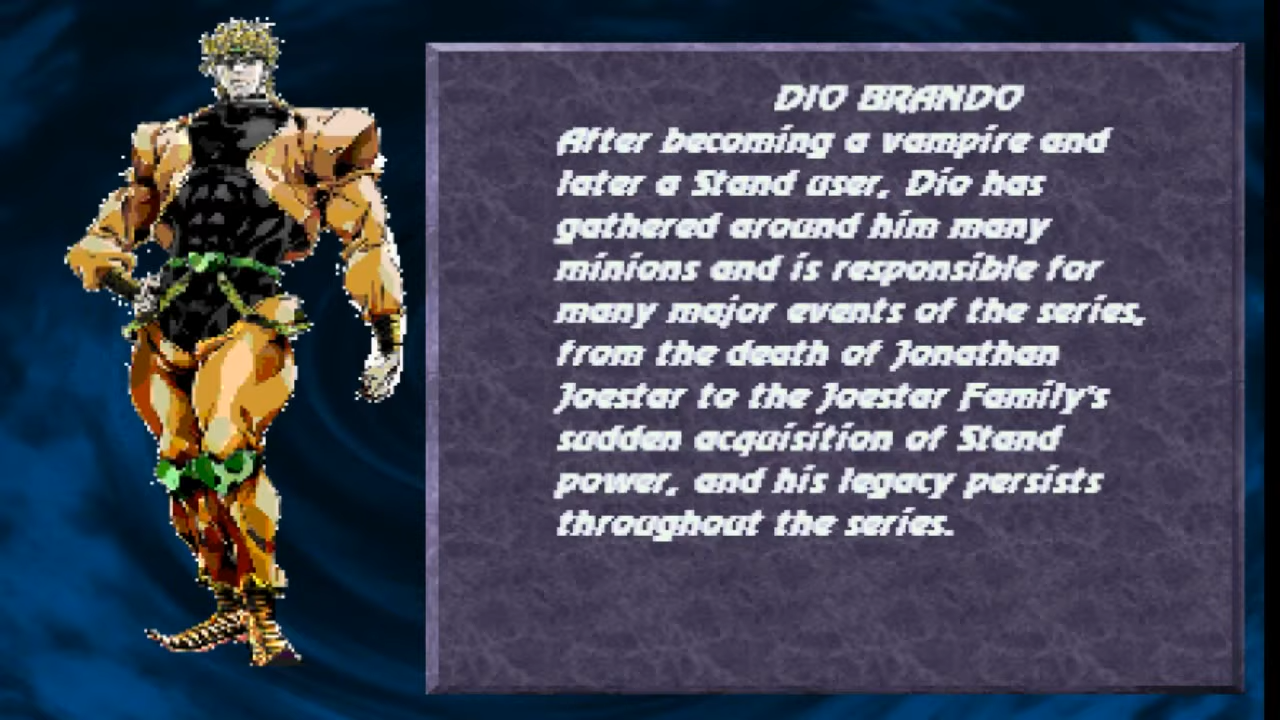 DIO BRANDO
After becoming a vampire and
later a Stand user, Dio has
gathered around him many
minions and is responsible for
many major events of the series,
from the death of Jonathan
Joestar to the Joestar Family's
sudden acquisition of Stand
power, and his legacy persists
throughout the series.